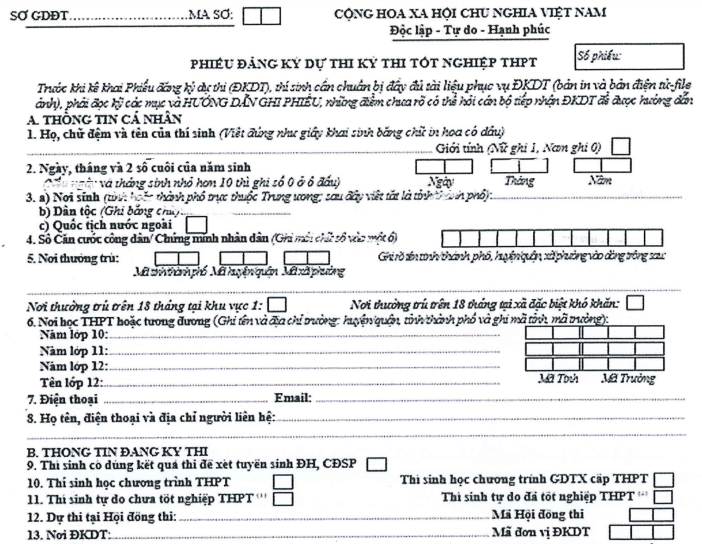 SỞ GDĐT..............................MÃ SỐ:
CỘNG HÒA XÃ HỘI CHỦ NGHĨA VIỆT NAM
Độc lập - Tự do - Hạnh phúc
PHIẾU ĐĂNG KÝ DỰ THI KỲ THI TỐT NGHIỆP THPT
Số phiếu:
Trước khi kê khai Phiếu đăng ký dự thi (ĐKDT), thí sinh cần chuẩn bị đầy đủ tài liệu phục vụ ĐKDT (bản in và bản điện tử-file
ảnh), phải đọc kỹ các mục và HƯỚNG DẪN GHI PHIẾU, những điểm chưa rõ có thể hỏi cán bộ tiếp nhận ĐKDT để được hướng dẫn
A. THÔNG TIN CÁ NHÂN
1. Họ, chữ đệm và tên của thí sinh (Viết đúng như giấy khai sinh bằng chữ in hoa có dấu)
Giới tính (Nữ ghi 1, Nam ghi 0)
2. Ngày, tháng và 2 số cuối của năm sinh
(Nếu ngày và tháng sinh nhỏ hơn 10 thì ghi số 0 ở ô đầu)
Ngày Tháng Năm
3. a) Nơi sinh (tỉnh hoặc thành phố trực thuộc Trung ương; sau đây viết tắt là tỉnh/thành phố):
b) Dân tộc (Ghi bằng chữ)
c) Quốc tịch nước ngoài
4. Số Căn cước công dân/ Chứng minh nhân dân (Ghi mỗi chữ số vào một ô)
5. Nơi thường trú:
Mã tỉnh/thành phố Mã huyện/quận Mã xã/phường
Ghi rõ tên tỉnh/thành phố, huyện/quận, xã/phường vào dòng trống sau:
Nơi thường trú trên 18 tháng tại khu vực 1: Nơi thường trú trên 18 tháng tại xã đặc biệt khó khăn:
6. Nơi học THPT hoặc tương đương (Ghi tên và địa chỉ trường: huyện/quận, tỉnh/thành phố và ghi mã tỉnh, mã trường):
Năm lớp 10:
Năm lớp 11:
Năm lớp 12:
Tên lớp 12:
Mã Tỉnh Mã Trường
7. Điện thoại Email:
8. Họ tên, điện thoại và địa chỉ người liên hệ:
B. THÔNG TIN ĐĂNG KÝ THI
9. Thí sinh có dùng kết quả thi để xét tuyển sinh ĐH, CĐSP
10. Thí sinh học chương trình THPT Thí sinh học chương trình GDTX cấp THPT
11. Thí sinh tự do chưa tốt nghiệp THPT Thí sinh tự do đã tốt nghiệp THPT
12. Dự thi tại Hội đồng thi: Mã Hội đồng thi
13. Nơi ĐKDT: Mã đơn vị ĐKDT